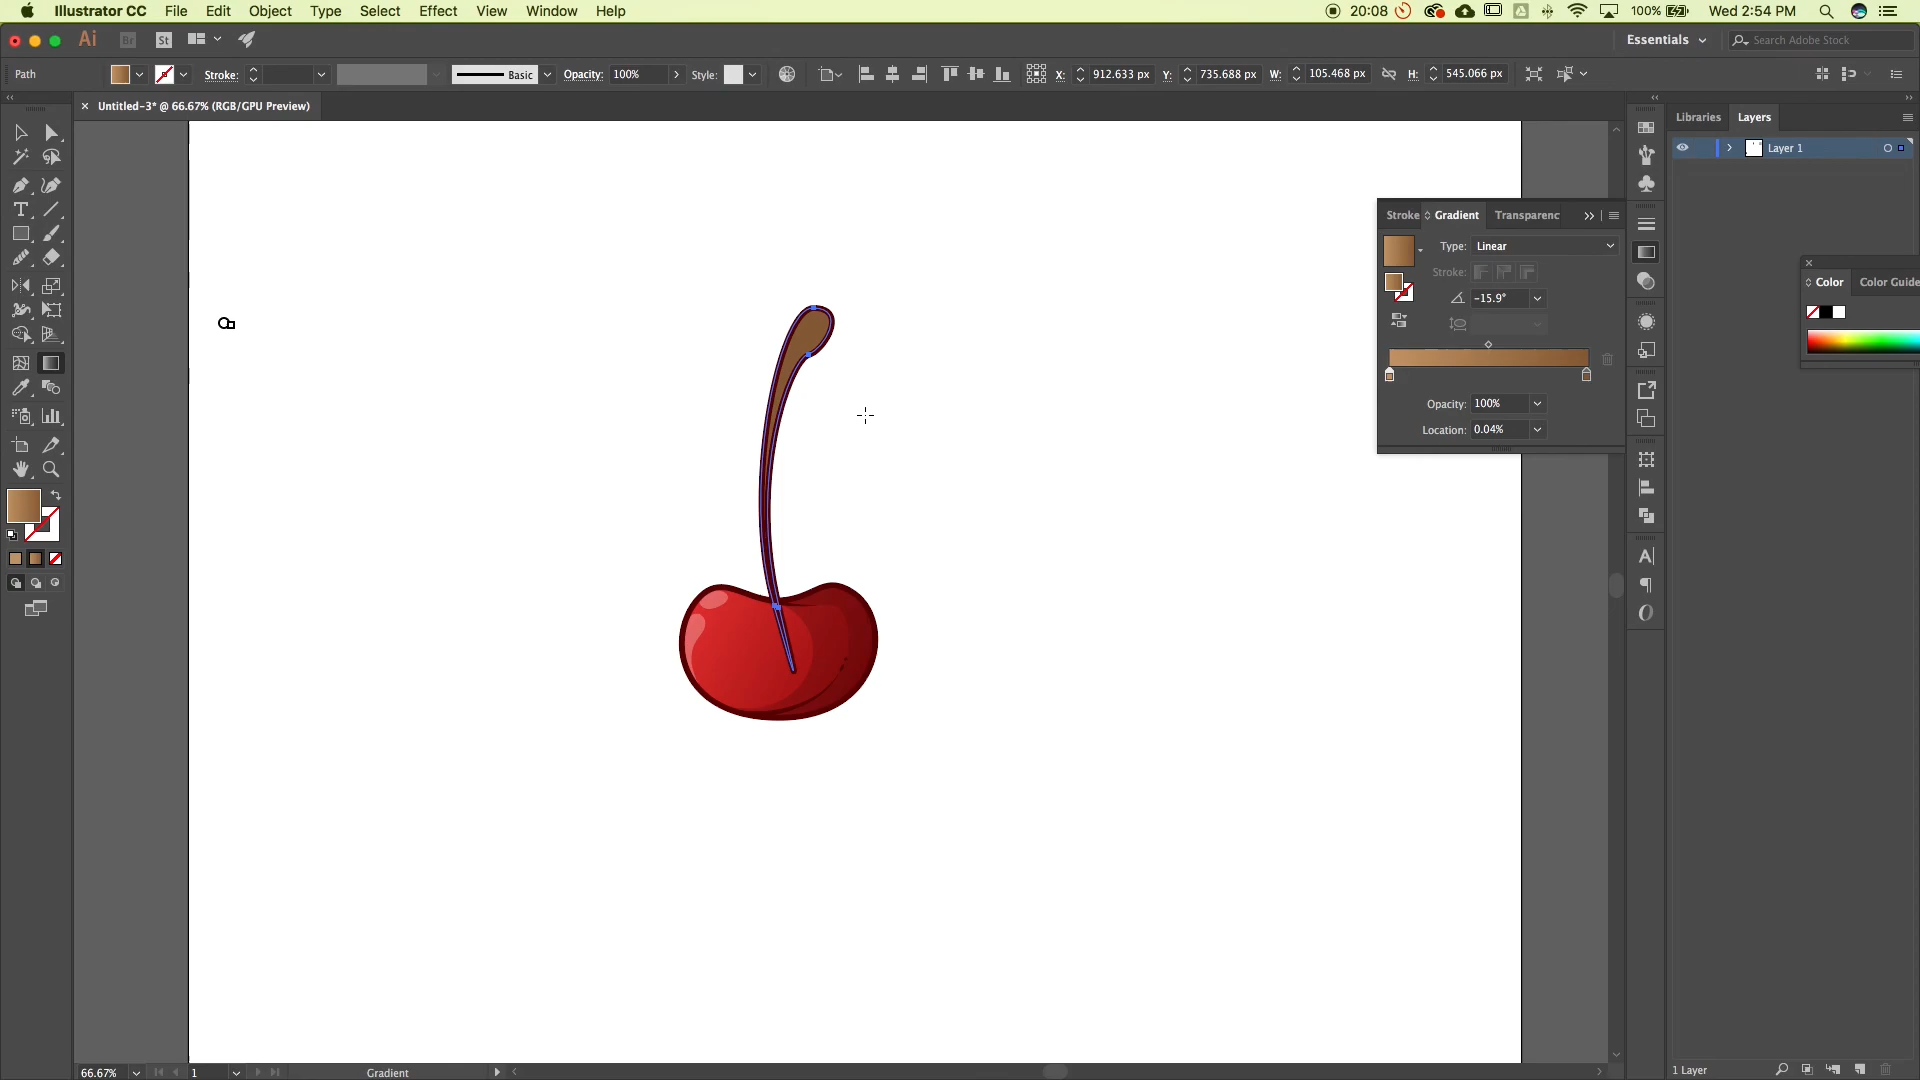 Illustrator CC File Edit Object Type Select Effect View Window Help
20:08 100% Wed 2:54 PM
Ai Br St Essentials Search Adobe Stock
Path Stroke: Basic Opacity: 100% Style: X: 912.633 px Y: 735.688 px W: 105.468 px H: 545.066 px
× Untitled-3* @ 66.67% (RGB/GPU Preview)
Libraries Layers
Layer 1
Stroke Gradient Transparenc
Type: Linear
Stroke:
-15.9°
Color Color Guide
Opacity: 100%
Location: 0.04%
66.67% 1 Gradient
1 Layer